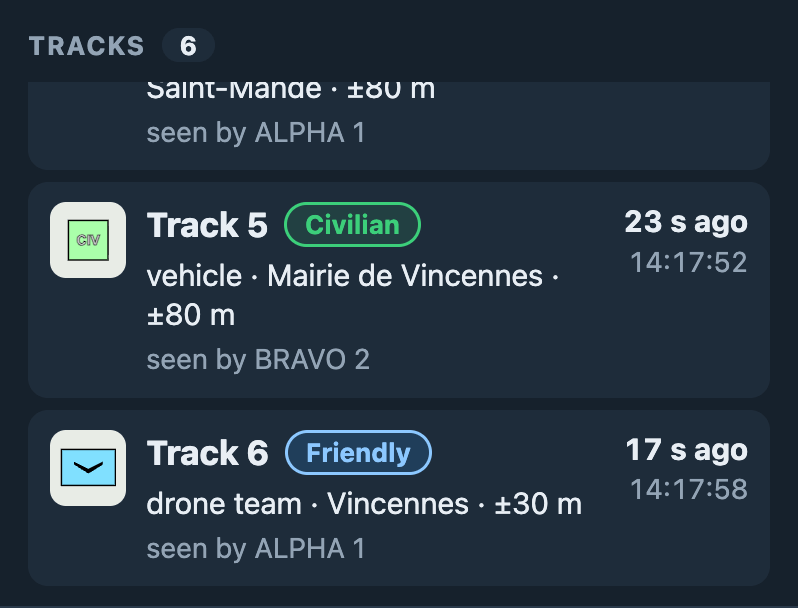 TRACKS 6
Saint-Mandé · ±80 m
seen by ALPHA 1
CIV
Track 5 Civilian 23 s ago
14:17:52
vehicle · Mairie de Vincennes ·
±80 m
seen by BRAVO 2
Track 6 Friendly 17 s ago
14:17:58
drone team · Vincennes · ±30 m
seen by ALPHA 1